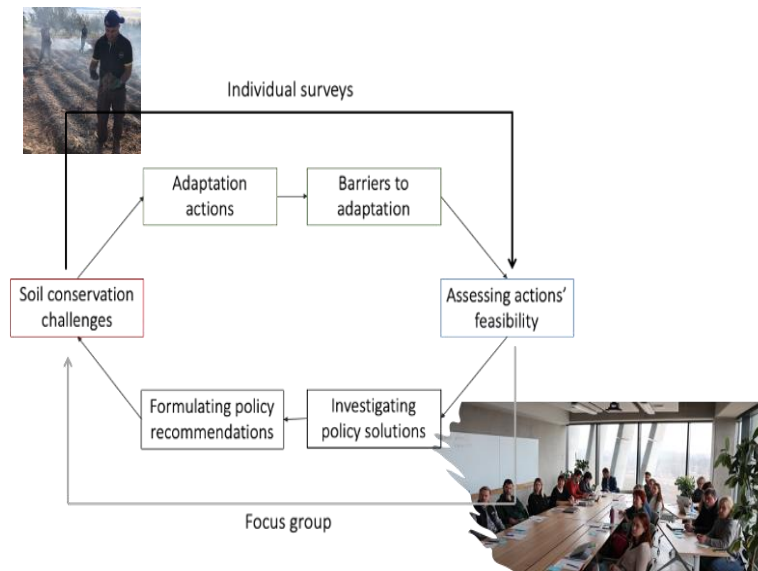 Individual surveys
Adaptation
actions
Barriers to
adaptation
Soil conservation
challenges
Assessing actions’
feasibility
Formulating policy
recommendations
Investigating
policy solutions
Focus group